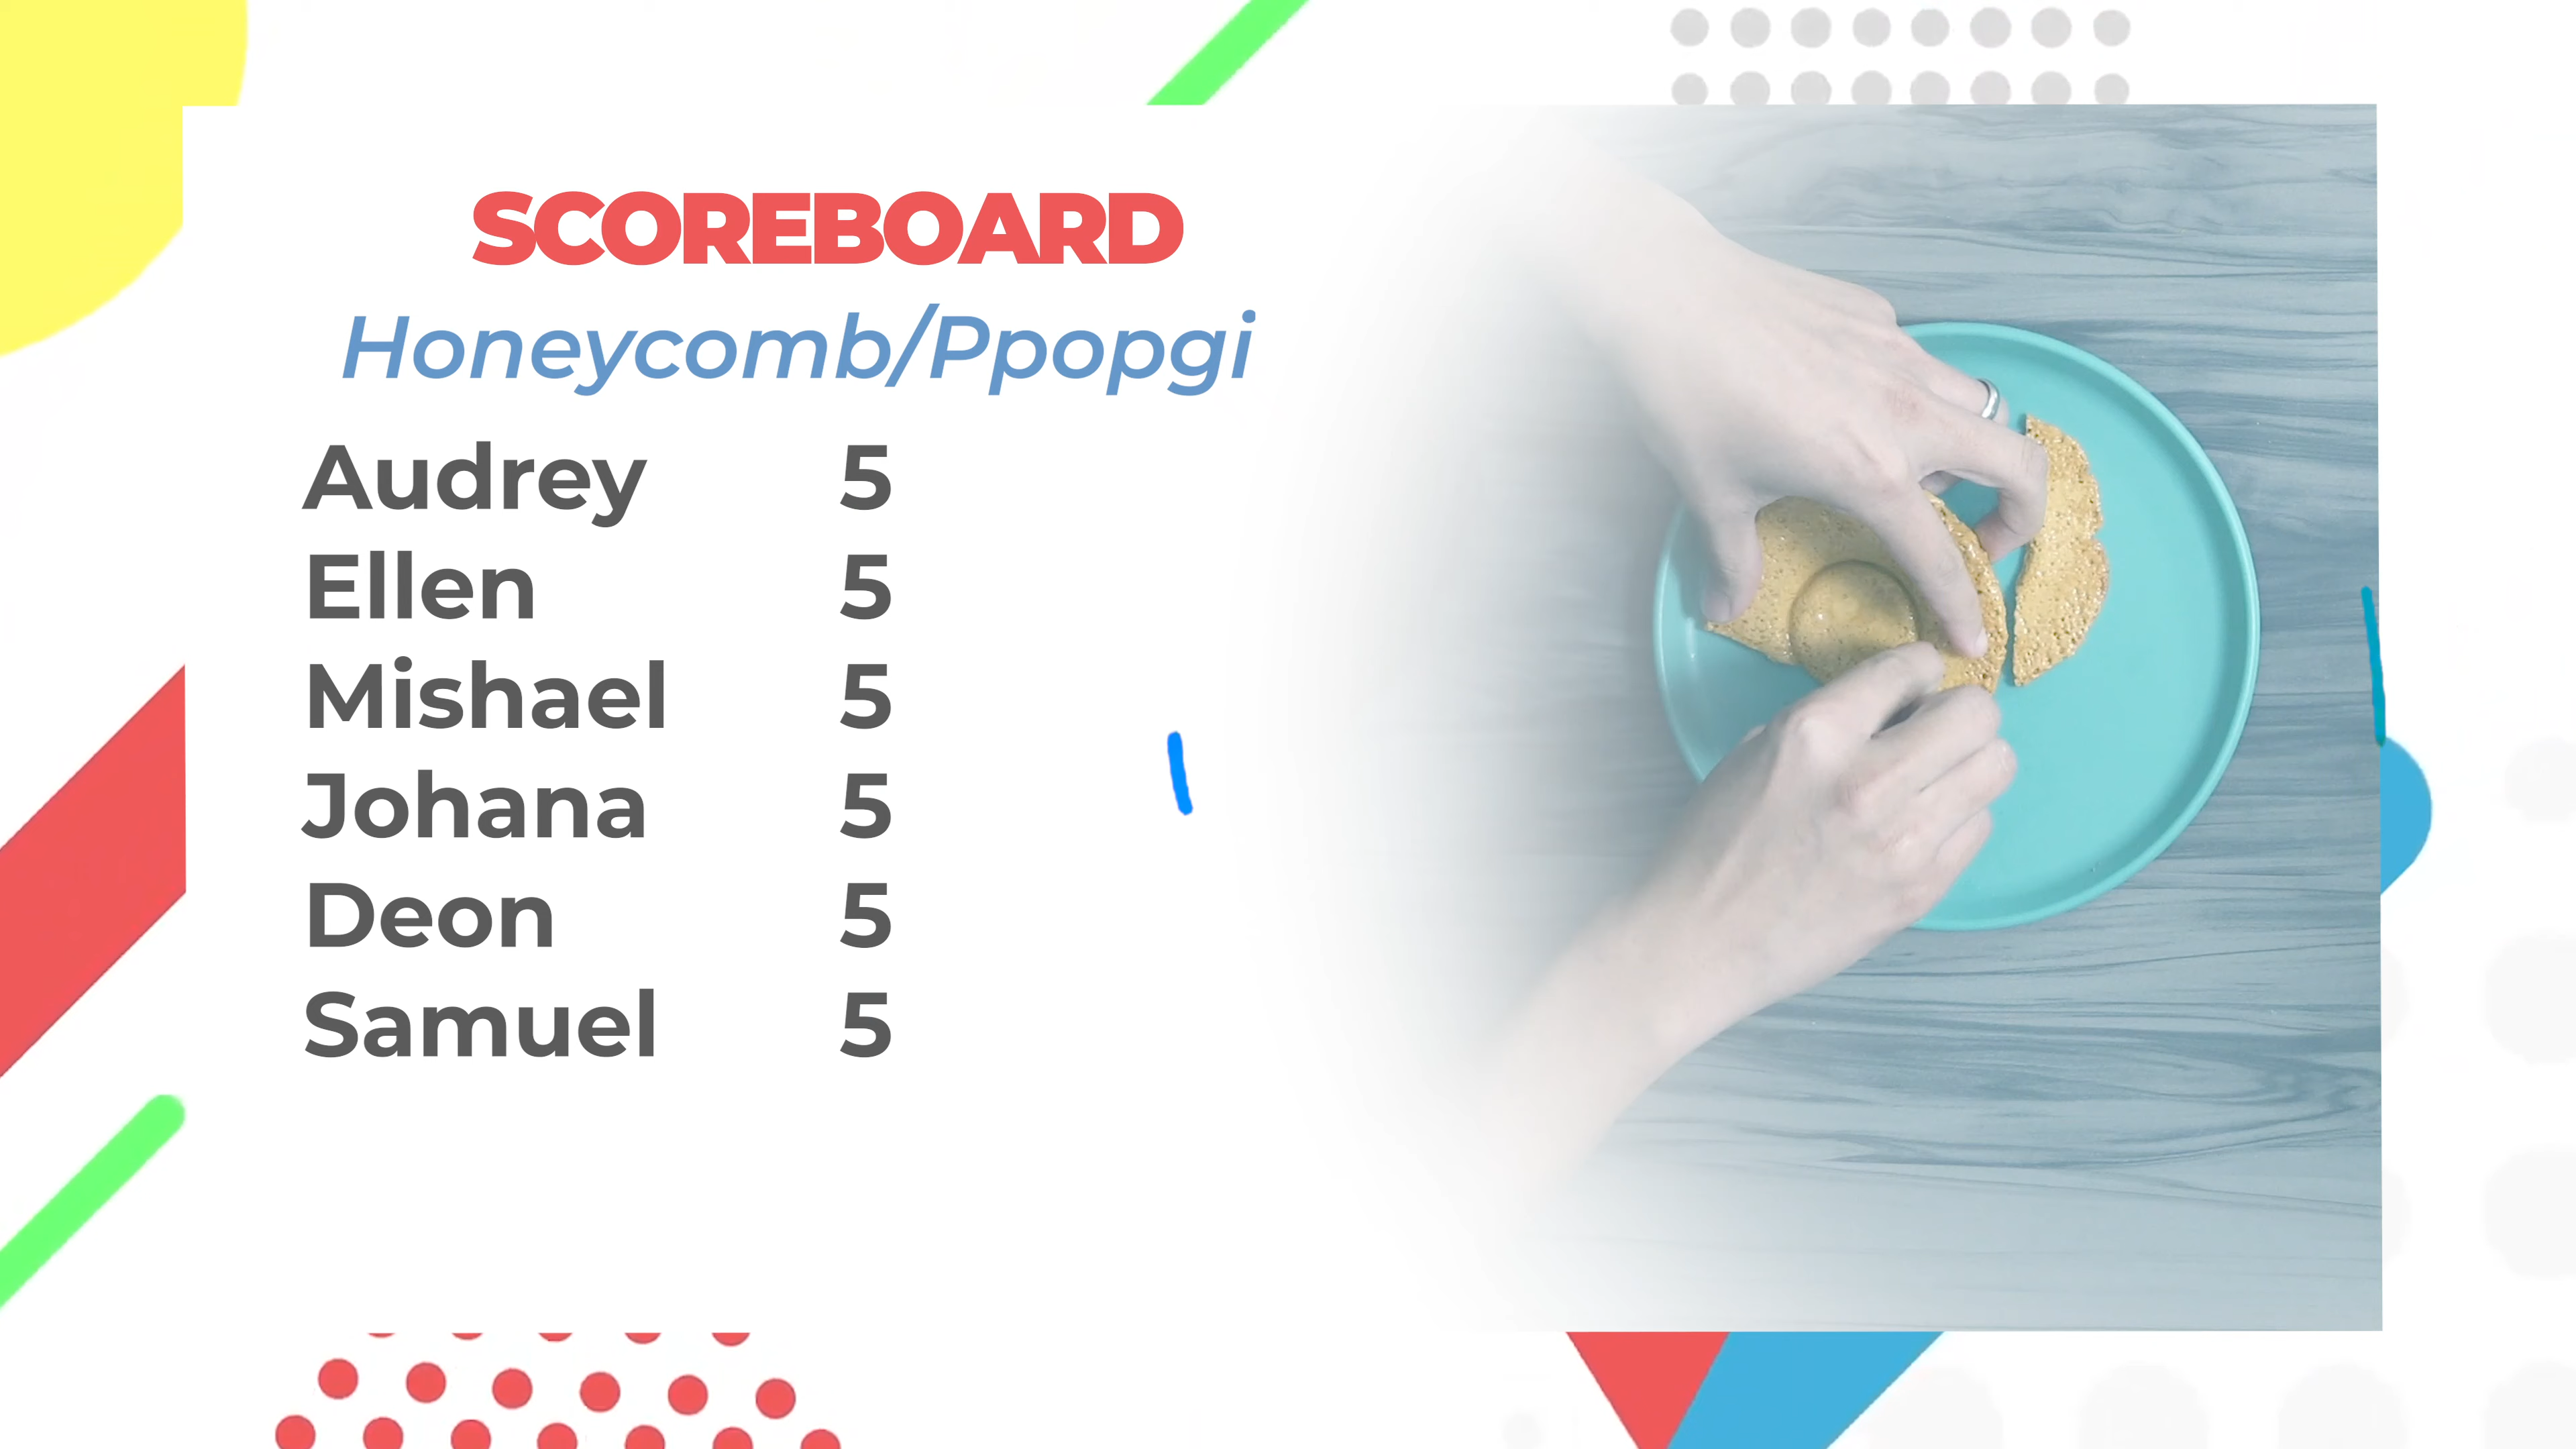 SCOREBOARD
Honeycomb/Ppopgi
Audrey 5
Ellen 5
Mishael 5
Johana 5
Deon 5
Samuel 5